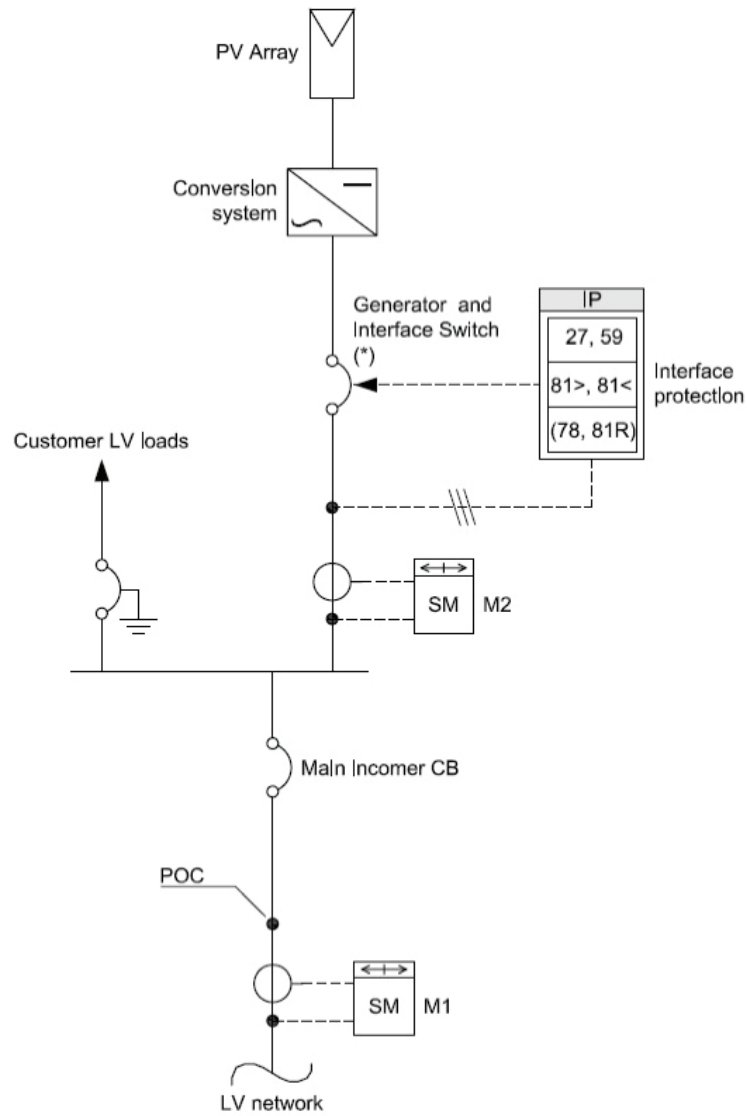 PV Array
Conversion
system
Generator and
Interface Switch
(*)
IP
27, 59
81>, 81<
(78, 81R)
Interface
protection
Customer LV loads
SM
M2
Main Incomer CB
POC
SM
M1
LV network